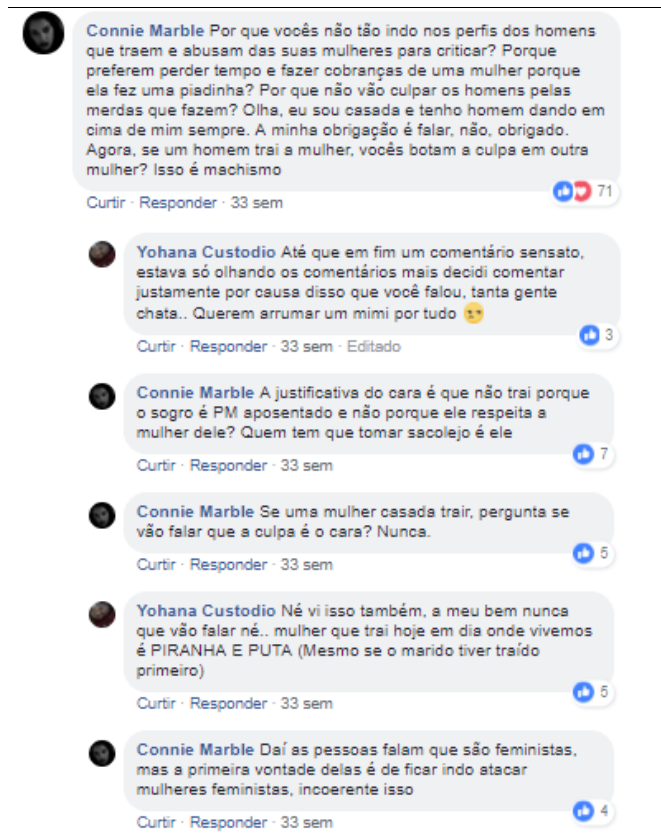 Connie Marble Por que vocês não tão indo nos perfis dos homens
que traem e abusam das suas mulheres para criticar? Porque
preferem perder tempo e fazer cobranças de uma mulher porque
ela fez uma piadinha? Por que não vão culpar os homens pelas
merdas que fazem? Olha, eu sou casada e tenho homem dando em
cima de mim sempre. A minha obrigação é falar, não, obrigado.
Agora, se um homem trai a mulher, vocês botam a culpa em outra
mulher? Isso é machismo
71
Curtir · Responder · 33 sem
Yohana Custodio Até que em fim um comentário sensato,
estava só olhando os comentários mais decidi comentar
justamente por causa disso que você falou, tanta gente
chata.. Querem arrumar um mimi por tudo
3
Curtir · Responder · 33 sem · Editado
Connie Marble A justificativa do cara é que não trai porque
o sogro é PM aposentado e não porque ele respeita a
mulher dele? Quem tem que tomar sacolejo é ele
7
Curtir · Responder · 33 sem
Connie Marble Se uma mulher casada trair, pergunta se
vão falar que a culpa é o cara? Nunca.
5
Curtir · Responder · 33 sem
Yohana Custodio Né vi isso também, a meu bem nunca
que vão falar né.. mulher que trai hoje em dia onde vivemos
é PIRANHA E PUTA (Mesmo se o marido tiver traído
primeiro)
5
Curtir · Responder · 33 sem
Connie Marble Daí as pessoas falam que são feministas,
mas a primeira vontade delas é de ficar indo atacar
mulheres feministas, incoerente isso
4
Curtir · Responder · 33 sem